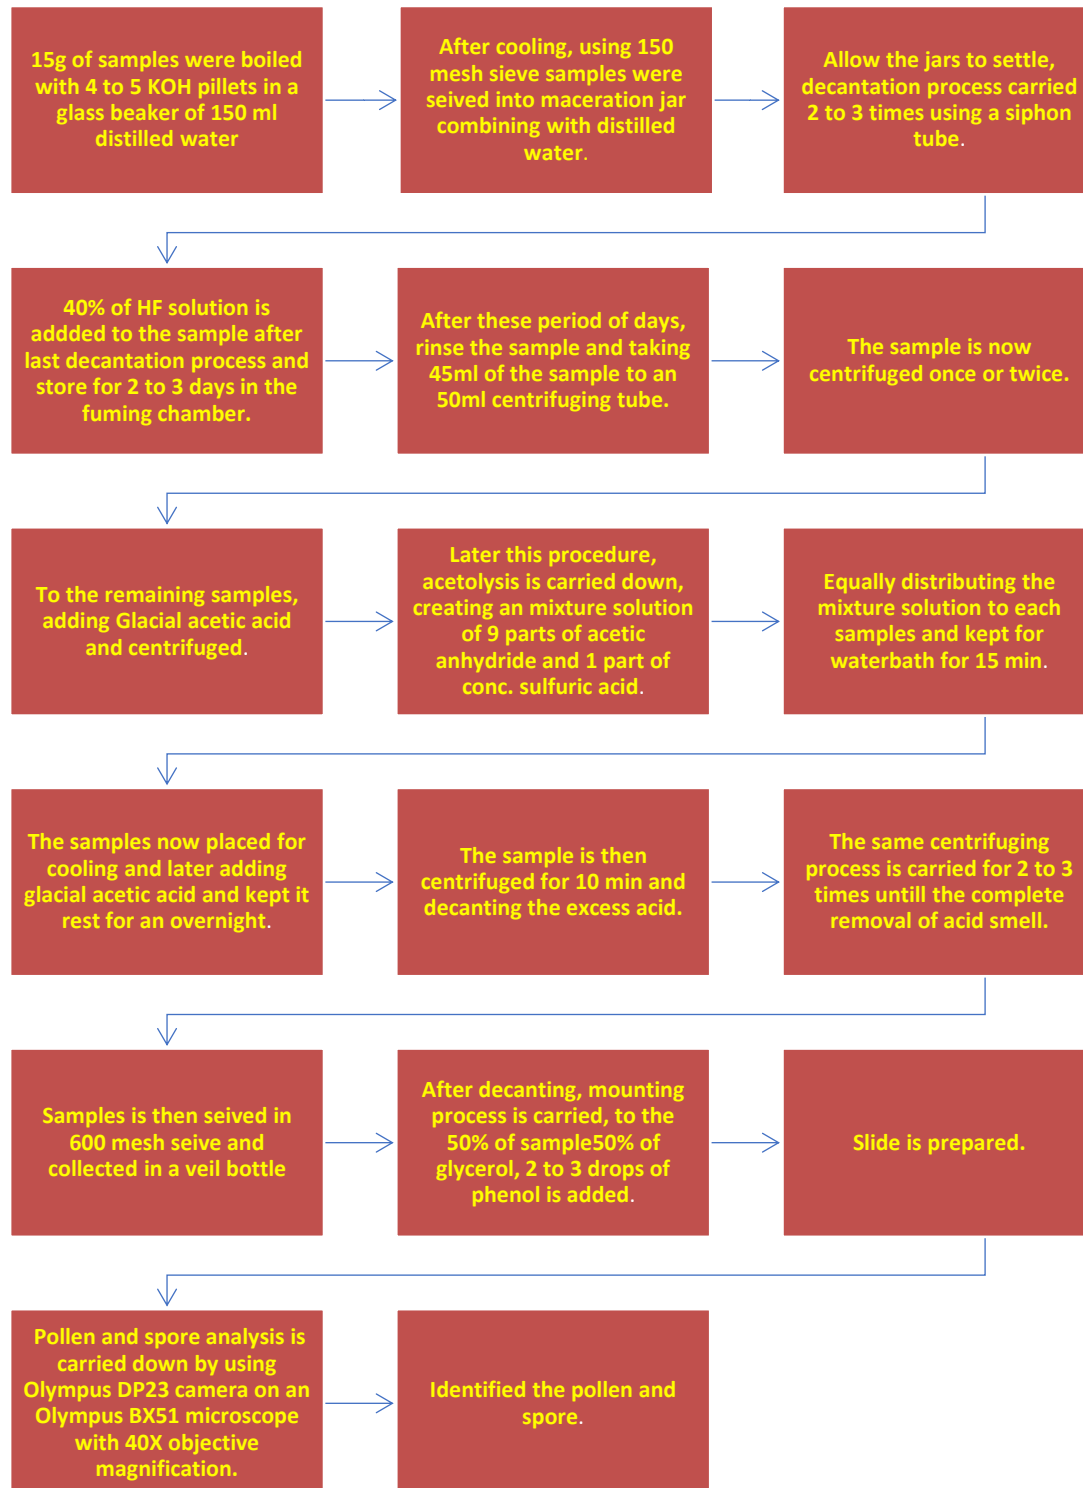 15g of samples were boiled
with 4 to 5 KOH pillets in a
glass beaker of 150 ml
distilled water
After cooling, using 150
mesh sieve samples were
seived into maceration jar
combining with distilled
water.
Allow the jars to settle,
decantation process carried
2 to 3 times using a siphon
tube.
40% of HF solution is
addded to the sample after
last decantation process and
store for 2 to 3 days in the
fuming chamber.
After these period of days,
rinse the sample and taking
45ml of the sample to an
50ml centrifuging tube.
The sample is now
centrifuged once or twice.
To the remaining samples,
adding Glacial acetic acid
and centrifuged.
Later this procedure,
acetolysis is carried down,
creating an mixture solution
of 9 parts of acetic
anhydride and 1 part of
conc. sulfuric acid.
Equally distributing the
mixture solution to each
samples and kept for
waterbath for 15 min.
The samples now placed for
cooling and later adding
glacial acetic acid and kept it
rest for an overnight.
The sample is then
centrifuged for 10 min and
decanting the excess acid.
The same centrifuging
process is carried for 2 to 3
times untill the complete
removal of acid smell.
Samples is then seived in
600 mesh seive and
collected in a veil bottle
After decanting, mounting
process is carried, to the
50% of sample50% of
glycerol, 2 to 3 drops of
phenol is added.
Slide is prepared.
Pollen and spore analysis is
carried down by using
Olympus DP23 camera on an
Olympus BX51 microscope
with 40X objective
magnification.
Identified the pollen and
spore.